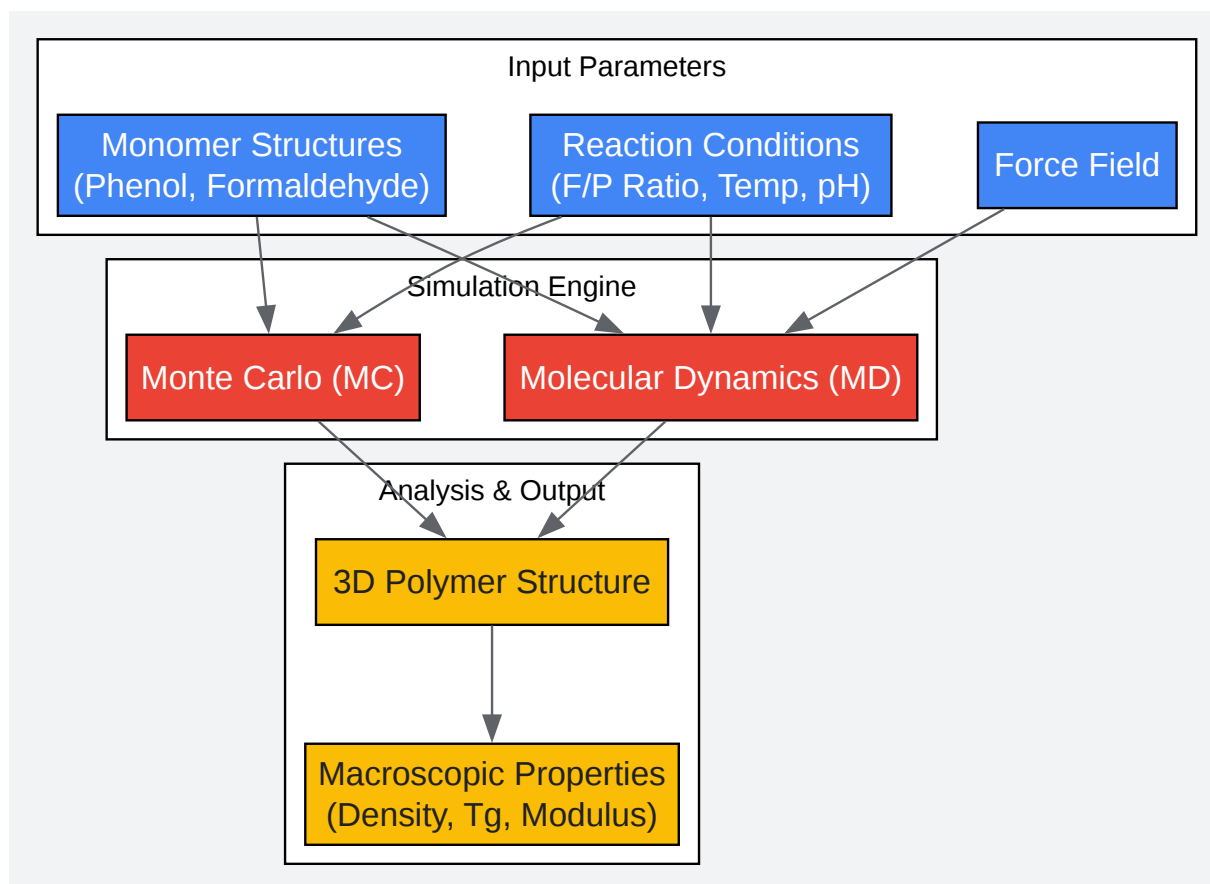 Input Parameters
Monomer Structures
(Phenol, Formaldehyde)
Reaction Conditions
(F/P Ratio, Temp, pH)
Force Field
Simulation Engine
Monte Carlo (MC)
Molecular Dynamics (MD)
Analysis & Output
3D Polymer Structure
Macroscopic Properties
(Density, Tg, Modulus)